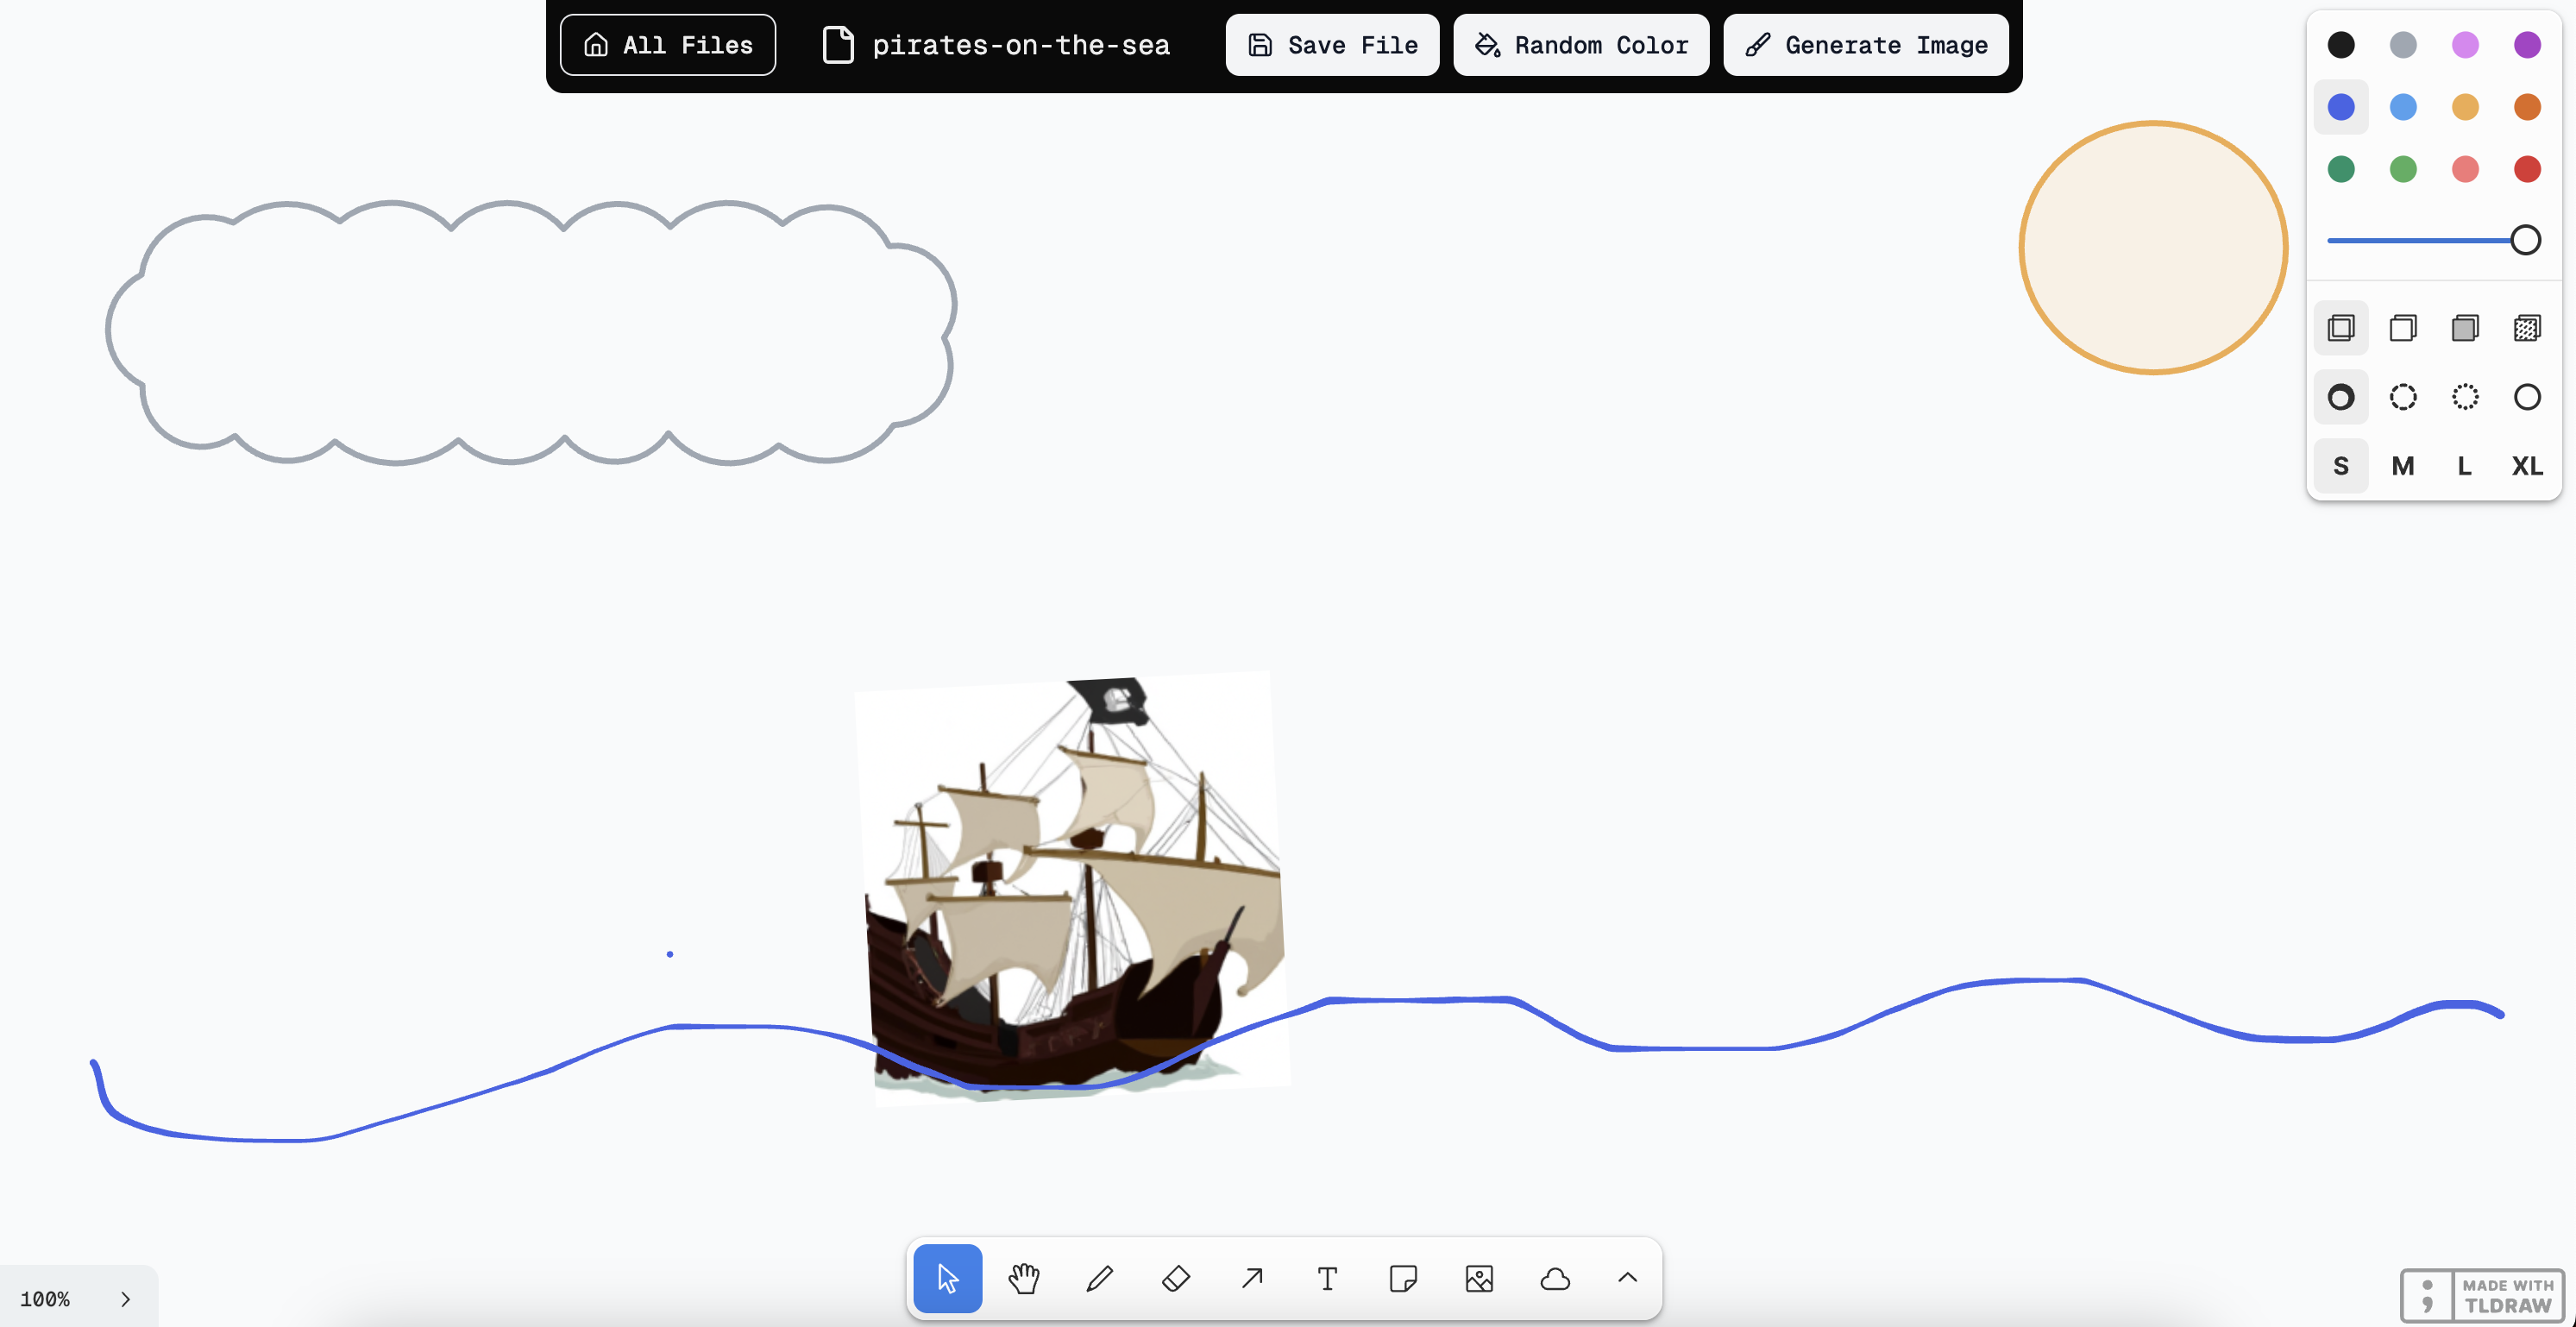 All Files
pirates-on-the-sea
Save File
Random Color
Generate Image
S M L XL
100%
MADE WITH
TLDRAW